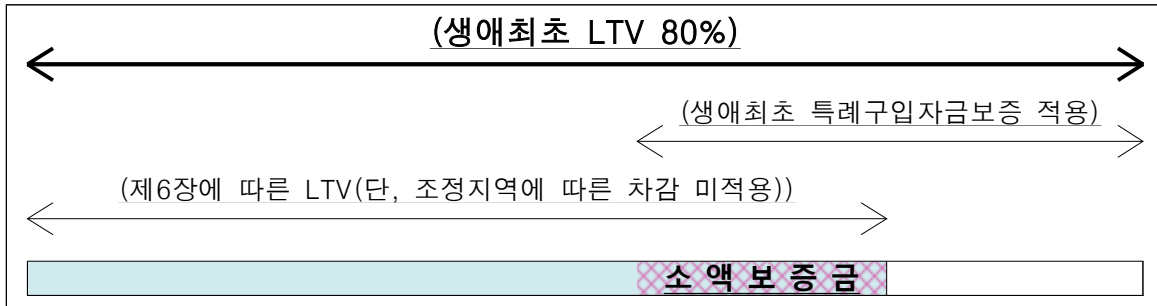 (생애최초 LTV 80%)
(생애최초 특례구입자금보증 적용)
(제6장에 따른 LTV(단, 조정지역에 따른 차감 미적용))
소 액 보 증 금